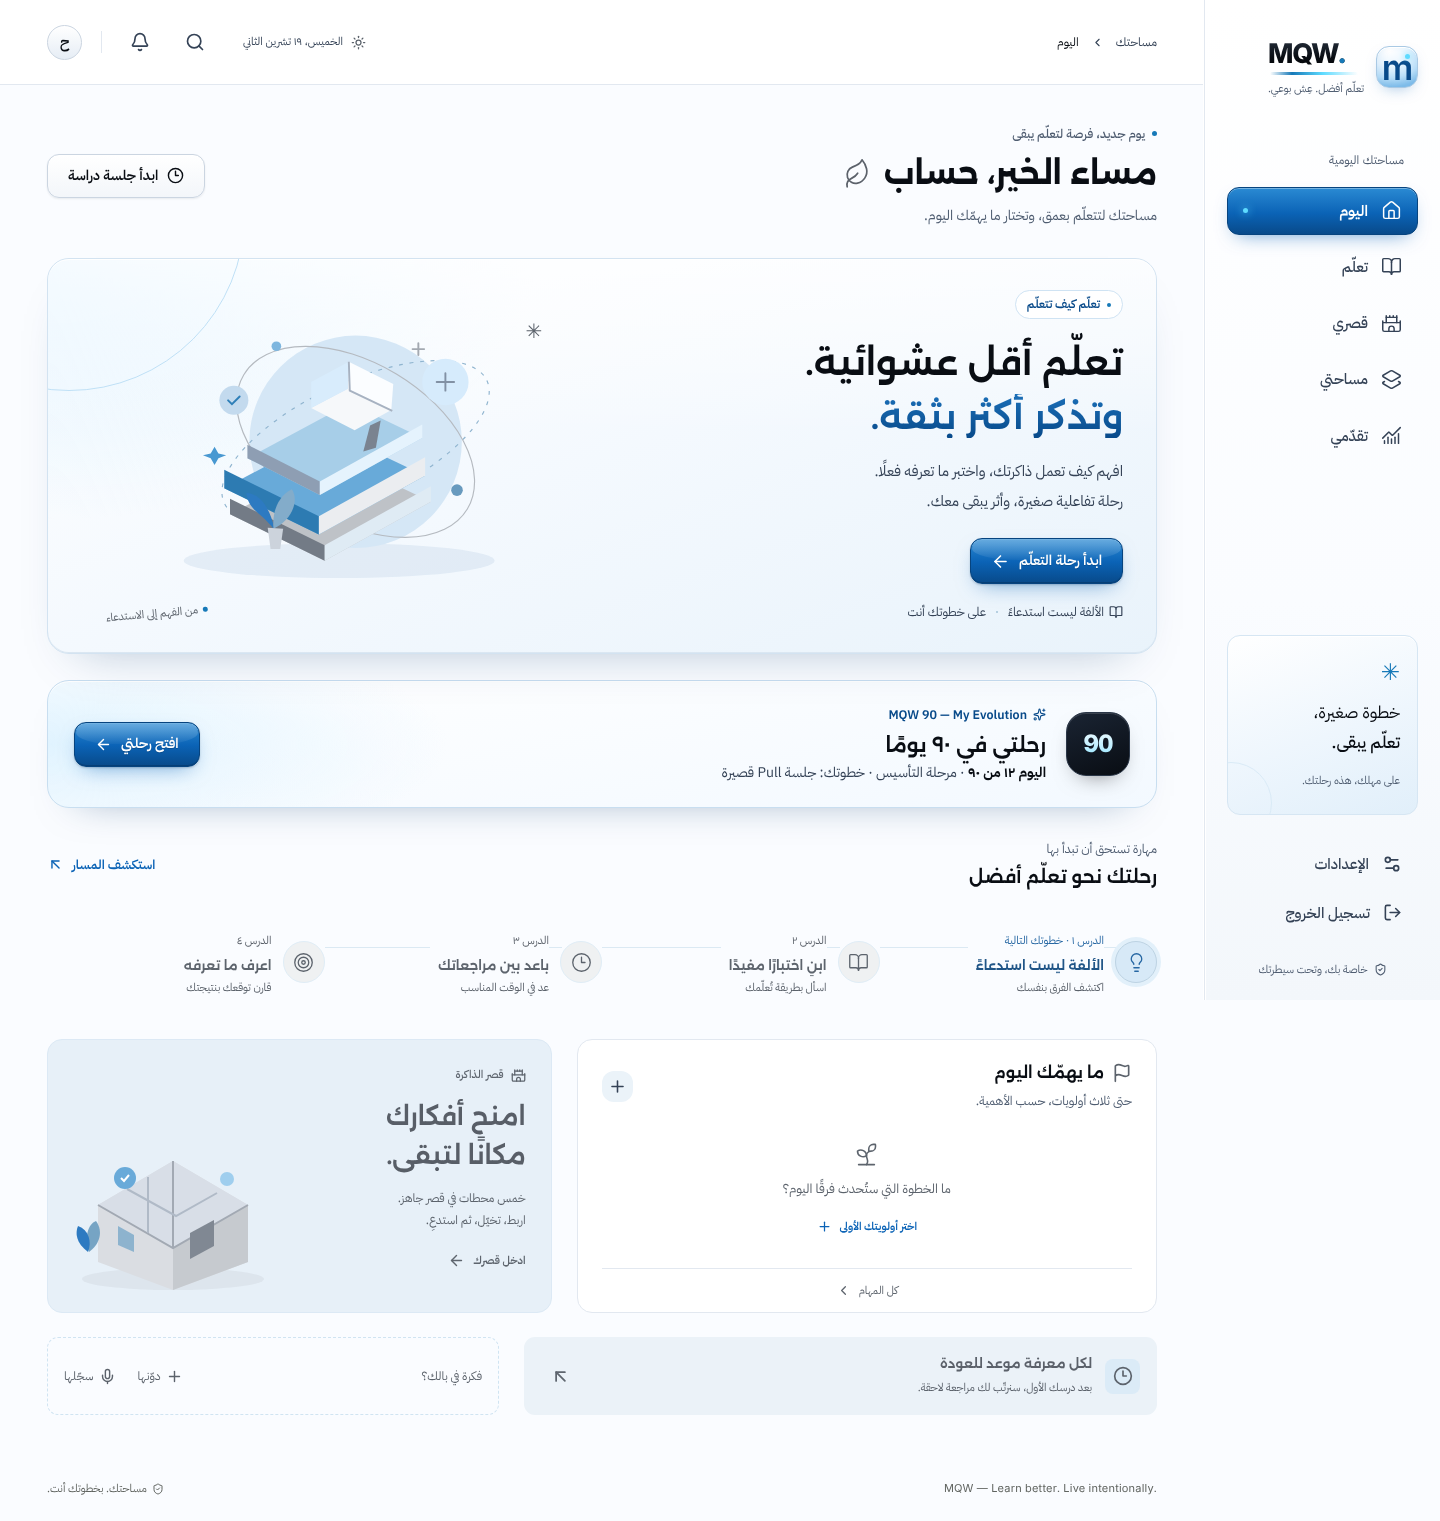 MQW.
تعلّم أفضل. عِش بوعي.
مساحتك اليومية
اليوم
تعلّم
قصري
مساحتي
تقدّمي
خطوة صغيرة،
تعلّم يبقى.
على مهلك، هذه رحلتك.
الإعدادات
تسجيل الخروج
خاصة بك، وتحت سيطرتك
مساحتك
اليوم
الخميس، ١٩ تشرين الثاني
ح
يوم جديد، فرصة لتعلّم يبقى
مساء الخير، حساب
مساحتك لتتعلّم بعمق، وتختار ما يهمّك اليوم.
ابدأ جلسة دراسة
تعلّم كيف تتعلّم
تعلّم أقل عشوائية.
وتذكر أكثر بثقة.
افهم كيف تعمل ذاكرتك، واختبر ما تعرفه فعلًا.
رحلة تفاعلية صغيرة، وأثر يبقى معك.
ابدأ رحلة التعلّم
الألفة ليست استدعاءً · على خطوتك أنت
من الفهم إلى الاستدعاء
90
MQW 90 — My Evolution
رحلتي في ٩٠ يومًا
اليوم ١٢ من ٩٠ · مرحلة التأسيس · خطوتك: جلسة Pull قصيرة
افتح رحلتي
مهارة تستحق أن تبدأ بها
رحلتك نحو تعلّم أفضل
استكشف المسار
الدرس ١ · خطوتك التالية
الألفة ليست استدعاءً
اكتشف الفرق بنفسك
الدرس ٢
ابنِ اختبارًا مفيدًا
اسأل بطريقة تُعلّمك
الدرس ٣
باعد بين مراجعاتك
عد في الوقت المناسب
الدرس ٤
اعرف ما تعرفه
قارن توقعك بنتيجتك
ما يهمّك اليوم
حتى ثلاث أولويات، حسب الأهمية.
ما الخطوة التي ستُحدث فرقًا اليوم؟
اختر أولويتك الأولى
كل المهام
قصر الذاكرة
امنح أفكارك
مكانًا لتبقى.
خمس محطات في قصر جاهز.
اربط، تخيّل، ثم استدعِ.
ادخل قصرك
لكل معرفة موعد للعودة
بعد درسك الأول، سنرتّب لك مراجعة لاحقة.
فكرة في بالك؟
دوّنها
سجّلها
MQW — Learn better. Live intentionally.
مساحتك. بخطوتك أنت.